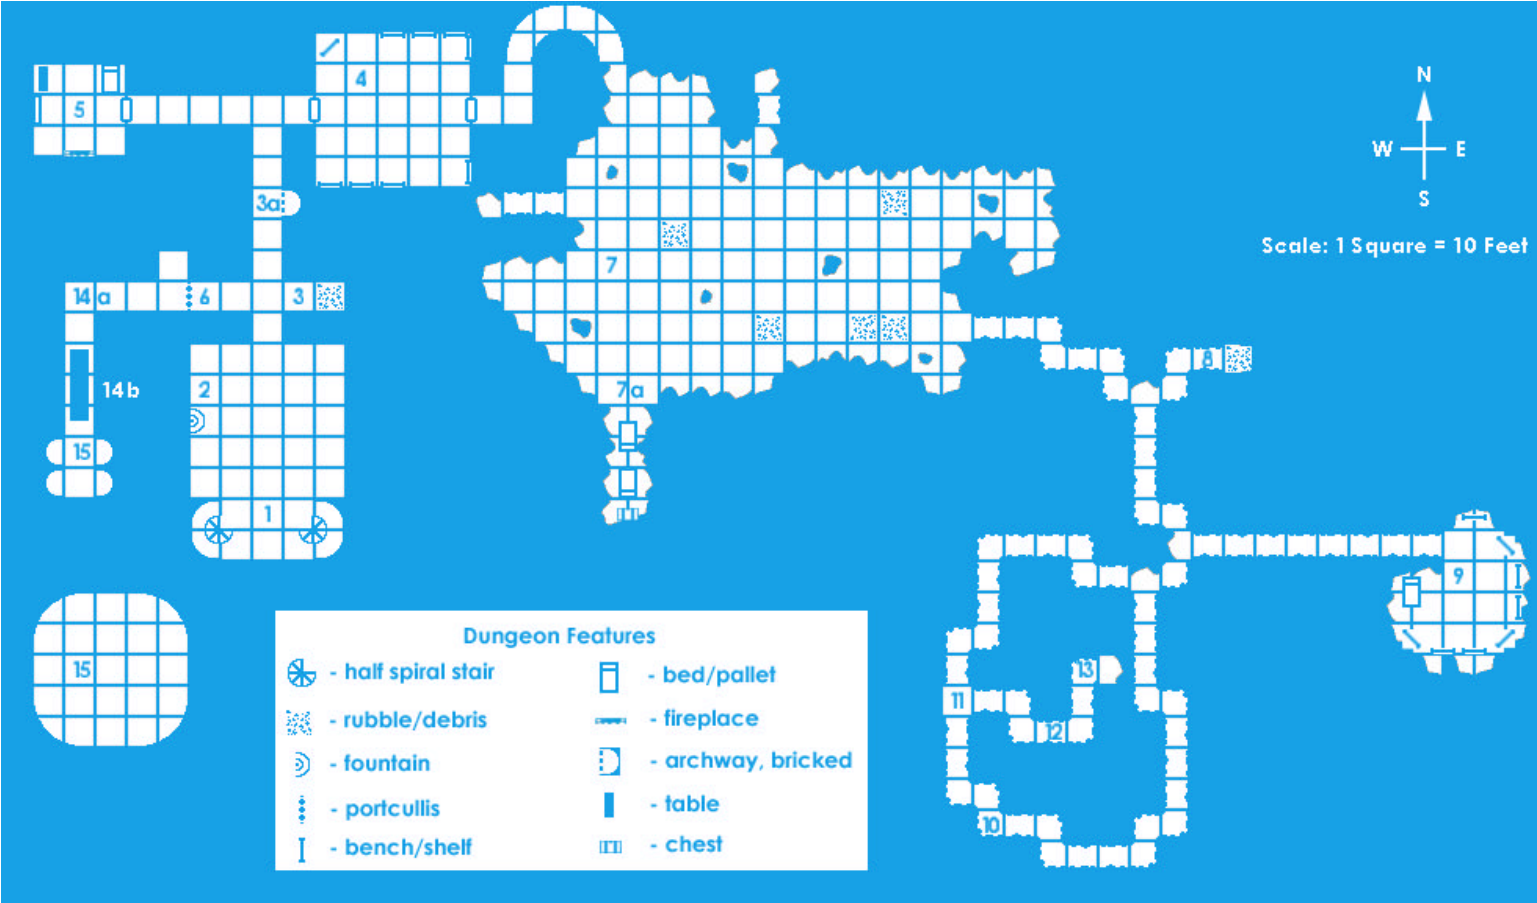 4
5
N
W E
S
3a
Scale: 1 Square = 10 Feet
7
14a
6
3
8
2
14b
7a
15
1
9
15
13
11
12
10
Dungeon Features
- half spiral stair
- rubble/debris
- fountain
- portcullis
- bench/shelf
- bed/pallet
- fireplace
- archway, bricked
- table
- chest